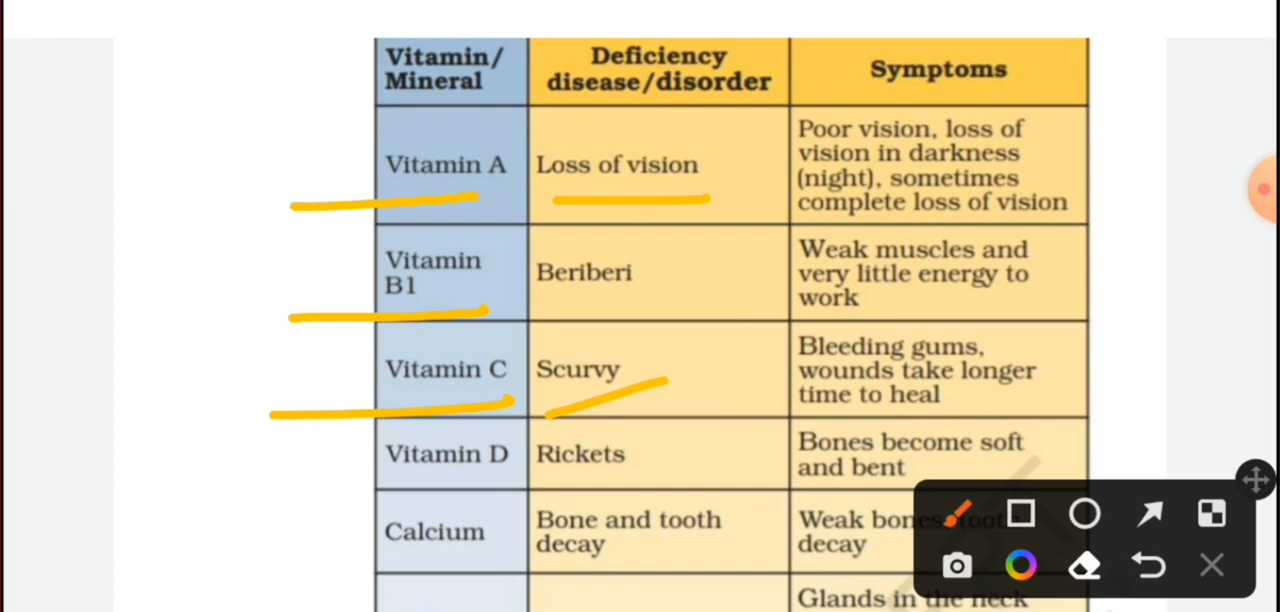 Vitamin/
Mineral
Deficiency
disease/disorder
Symptoms
Vitamin A
Loss of vision
Poor vision, loss of
vision in darkness
(night), sometimes
complete loss of vision
Vitamin
B1
Beriberi
Weak muscles and
very little energy to
work
Vitamin C
Scurvy
Bleeding gums,
wounds take longer
time to heal
Vitamin D
Rickets
Bones become soft
and bent
Calcium
Bone and tooth
decay
Weak bones, tooth
decay
Glands in the neck